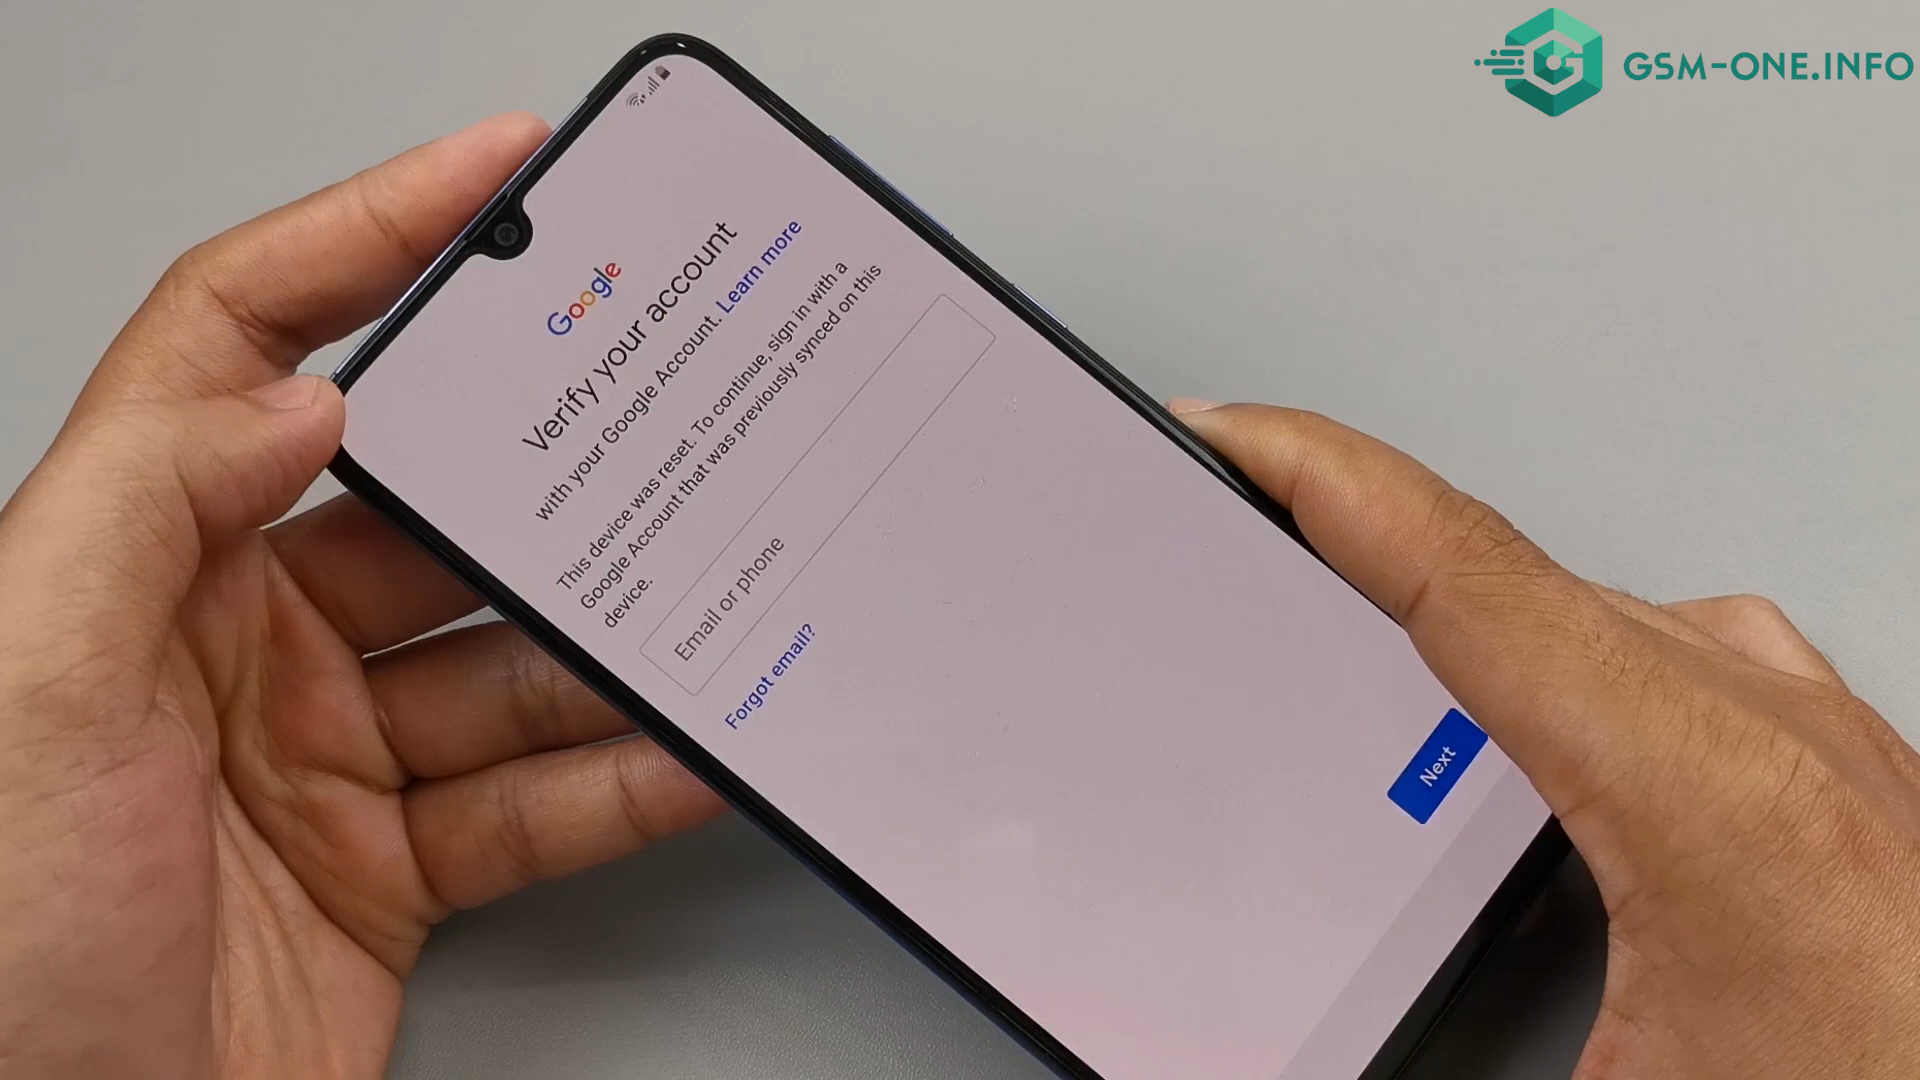 GSM-ONE.INFO
Google
Verify your account
with your Google Account. Learn more
This device was reset. To continue, sign in with a
Google Account that was previously synced on this
device.
Email or phone
Forgot email?
Next